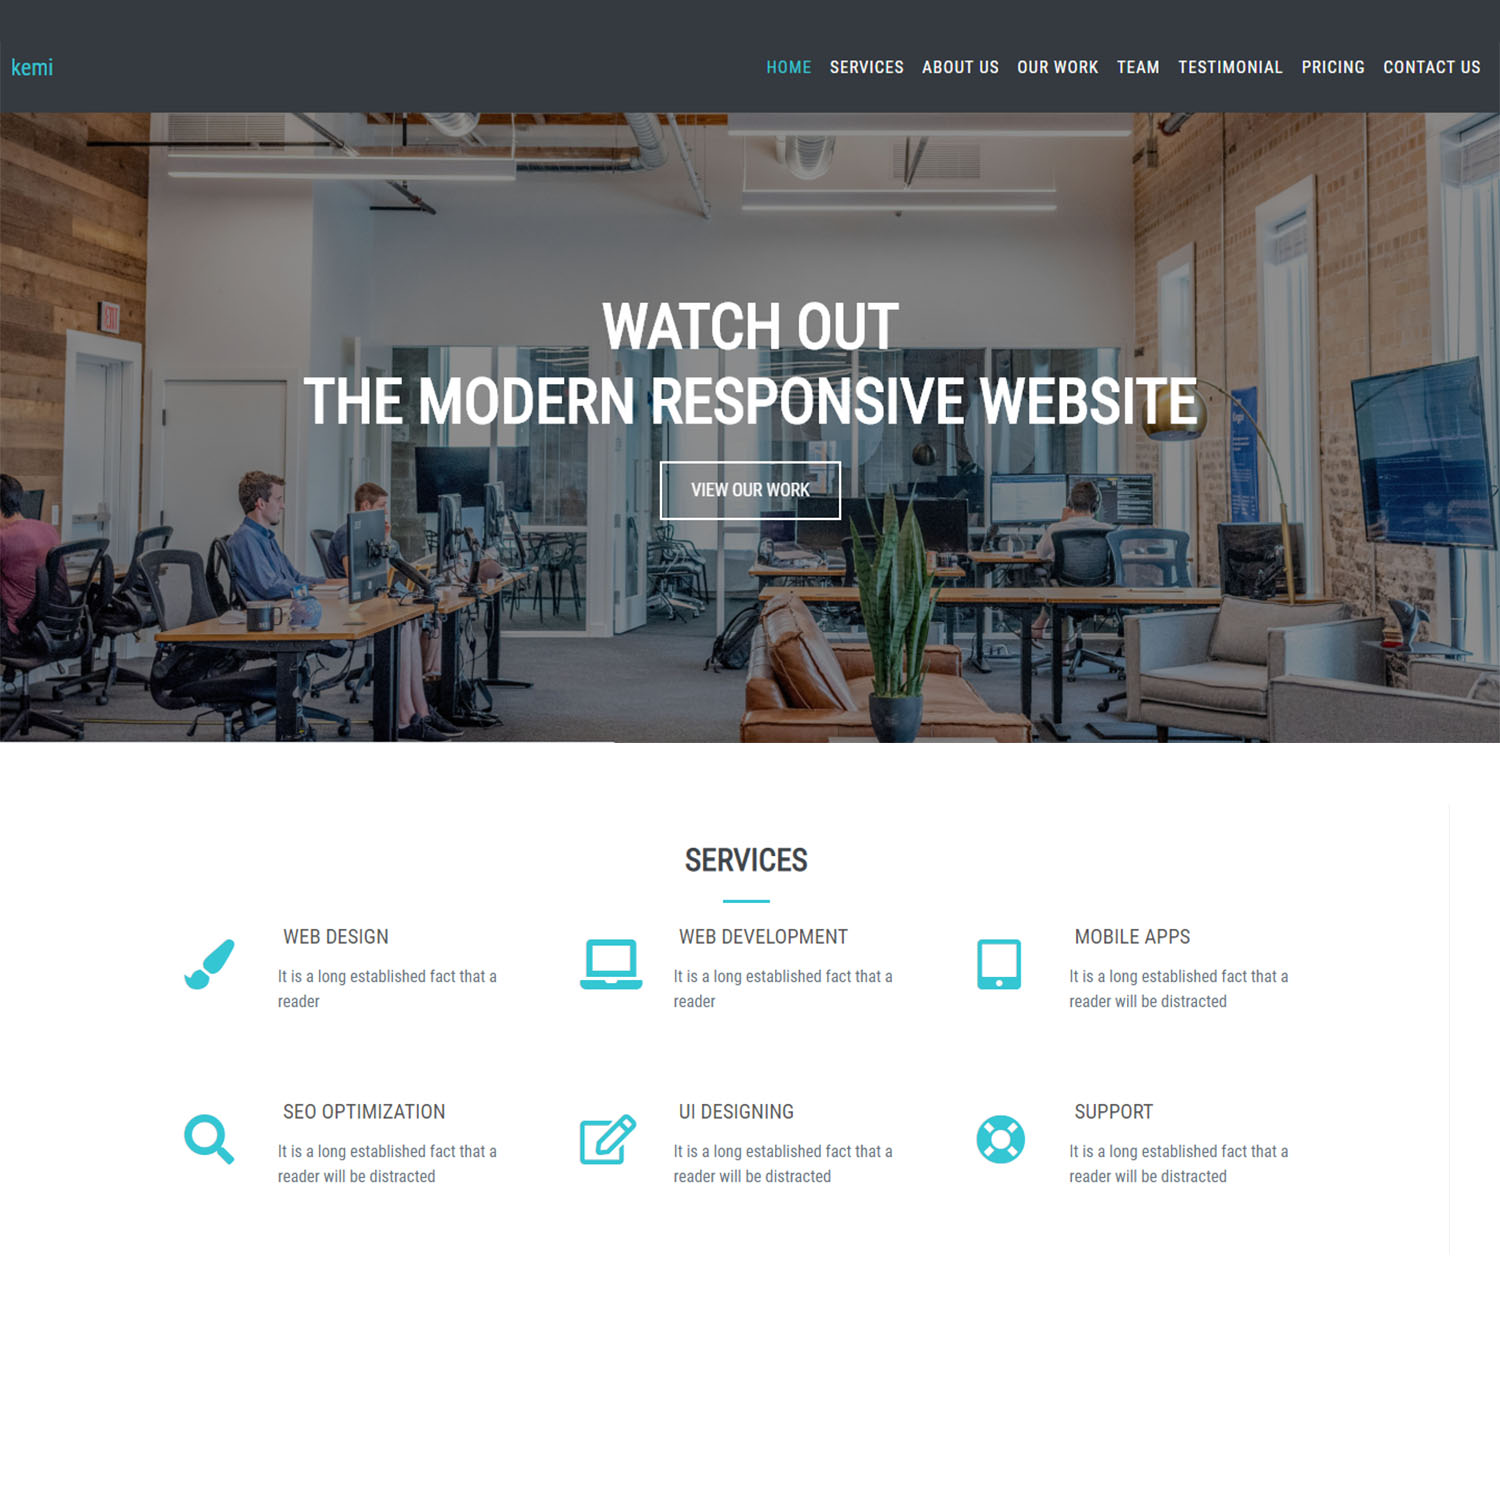 kemi
HOME SERVICES ABOUT US OUR WORK TEAM TESTIMONIAL PRICING CONTACT US
EXIT
WATCH OUT
THE MODERN RESPONSIVE WEBSITE
VIEW OUR WORK
SERVICES
WEB DESIGN
It is a long established fact that a
reader
WEB DEVELOPMENT
It is a long established fact that a
reader
MOBILE APPS
It is a long established fact that a
reader will be distracted
SEO OPTIMIZATION
It is a long established fact that a
reader will be distracted
UI DESIGNING
It is a long established fact that a
reader will be distracted
SUPPORT
It is a long established fact that a
reader will be distracted